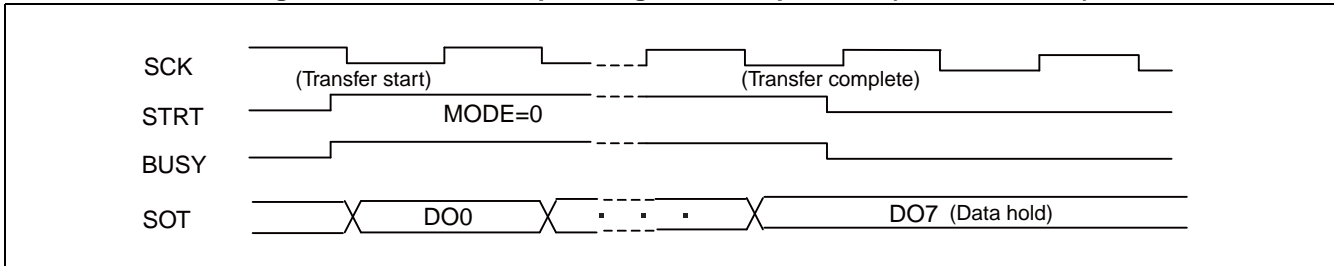 SCK
(Transfer start)
(Transfer complete)
STRT
MODE=0
BUSY
SOT
DO0
. . .
DO7 (Data hold)